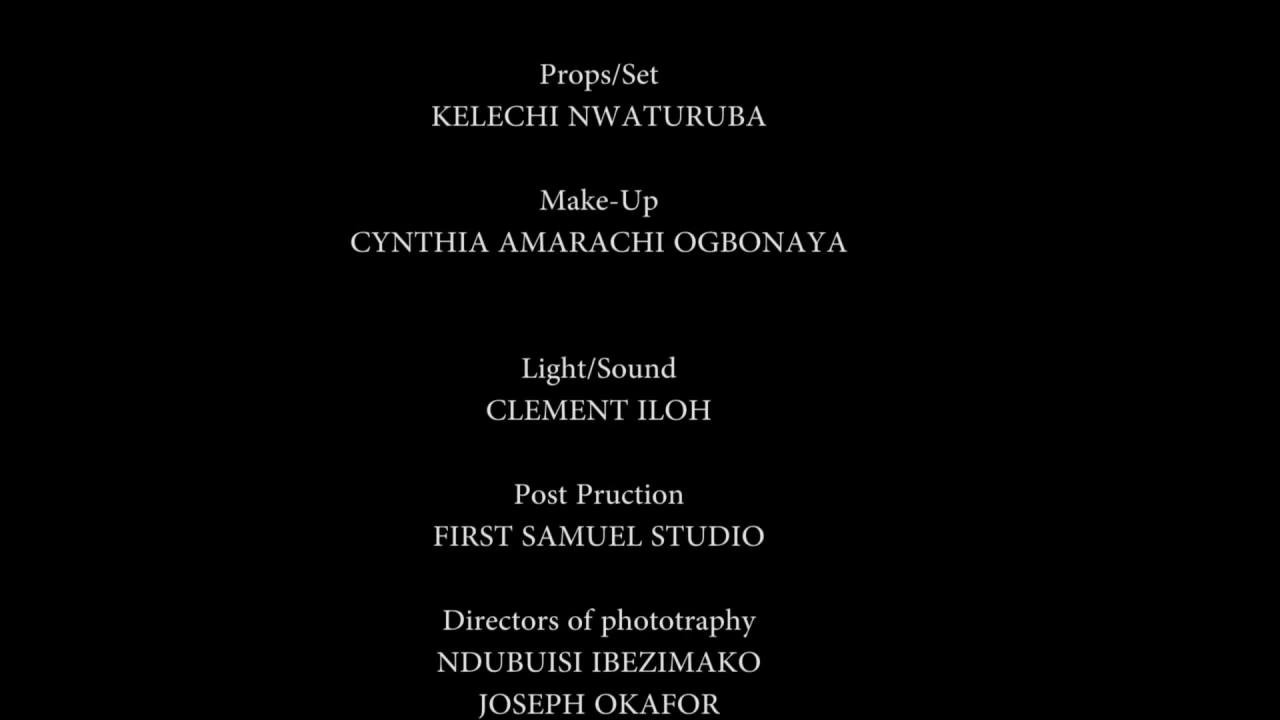 Props/Set
KELECHI NWATURUBA
Make-Up
CYNTHIA AMARACHI OGBONAYA
Light/Sound
CLEMENT ILOH
Post Pruction
FIRST SAMUEL STUDIO
Directors of phototraphy
NDUBUISI IBEZIMAKO
JOSEPH OKAFOR